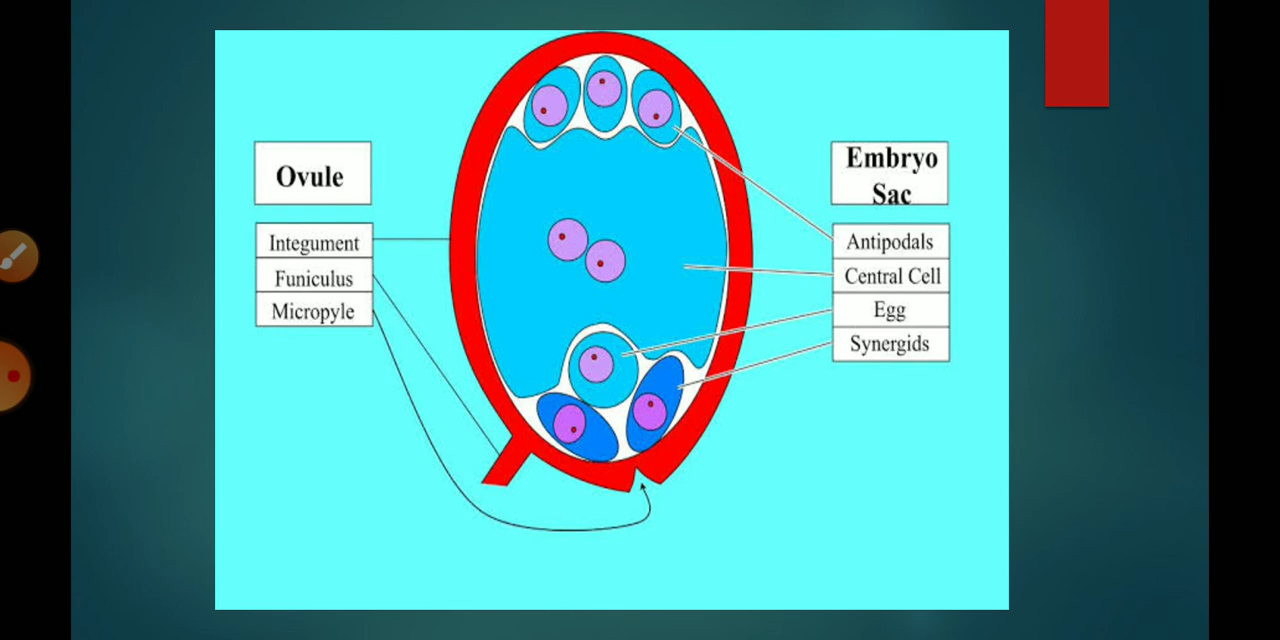 Ovule
Integument
Funiculus
Micropyle
Embryo
Sac
Antipodals
Central Cell
Egg
Synergids